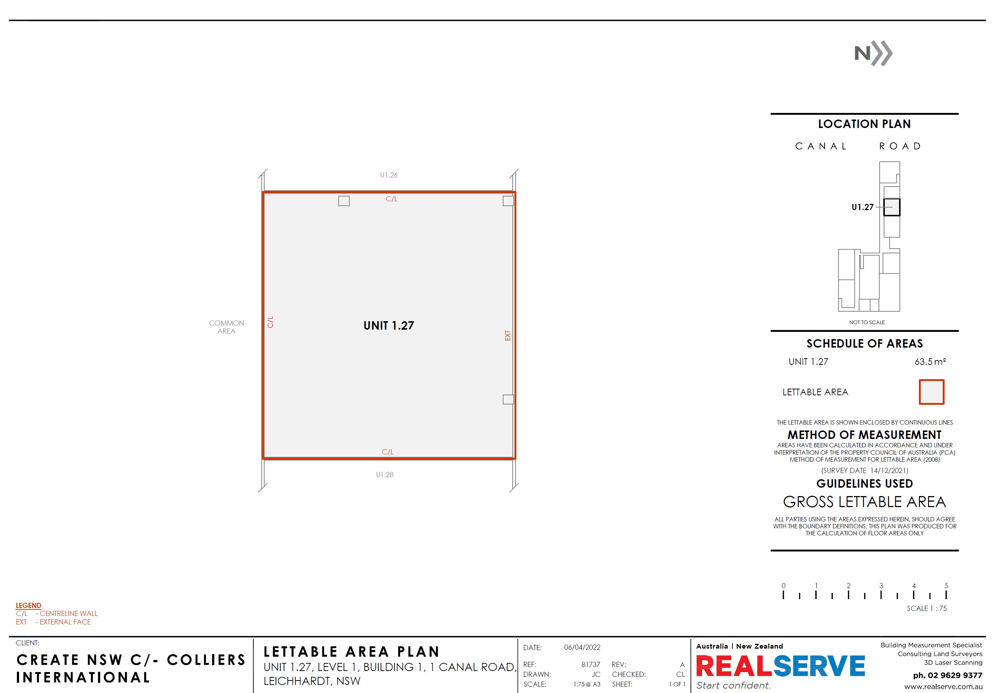 N
LOCATION PLAN
CANAL ROAD
U1.27
NOT TO SCALE
U1.26
C/L
COMMON
AREA
C/L
UNIT 1.27
EXT
C/L
U1.28
SCHEDULE OF AREAS
UNIT 1.27 63.5 m²
LETTABLE AREA
THE LETTABLE AREA IS SHOWN ENCLOSED BY CONTINUOUS LINES
METHOD OF MEASUREMENT
AREAS HAVE BEEN CALCULATED IN ACCORDANCE AND UNDER
INTERPRETATION OF THE PROPERTY COUNCIL OF AUSTRALIA (PCA)
METHOD OF MEASUREMENT FOR LETTABLE AREA (2008)
(SURVEY DATE 14/12/2021)
GUIDELINES USED
GROSS LETTABLE AREA
ALL PARTIES USING THE AREAS EXPRESSED HEREIN, SHOULD AGREE
WITH THE BOUNDARY DEFINITIONS, THIS PLAN WAS PRODUCED FOR
THE CALCULATION OF FLOOR AREAS ONLY
0 1 2 3 4 5
SCALE 1 : 75
LEGEND
C/L - CENTRELINE WALL
EXT - EXTERNAL FACE
CLIENT:
CREATE NSW C/- COLLIERS
INTERNATIONAL
LETTABLE AREA PLAN
UNIT 1.27, LEVEL 1, BUILDING 1, 1 CANAL ROAD,
LEICHHARDT, NSW
DATE: 06/04/2022
REF: 81737 REV: A
DRAWN: JC CHECKED: CL
SCALE: 1:75 @ A3 SHEET: 1 OF 1
Australia | New Zealand
REALSERVE
Start confident.
Building Measurement Specialist
Consulting Land Surveyors
3D Laser Scanning
ph. 02 9629 9377
www.realserve.com.au